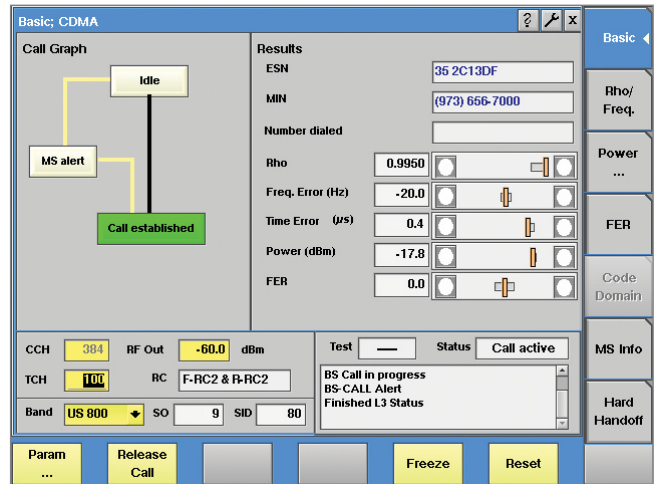 Basic; CDMA
? x
Call Graph
Idle
MS alert
Call established
Results
ESN 35 2C13DF
MIN (973) 656-7000
Number dialed
Rho 0.9950
Freq. Error (Hz) -20.0
Time Error (µs) 0.4
Power (dBm) -17.8
FER 0.0
CCH 384 RF Out -60.0 dBm
TCH 100 RC F-RC2 & R-RC2
Band US 800 SO 9 SID 80
Test — Status Call active
BS Call in progress
BS-CALL Alert
Finished L3 Status
Basic
Rho/
Freq.
Power
...
FER
Code
Domain
MS Info
Hard
Handoff
Param
...
Release
Call
Freeze
Reset